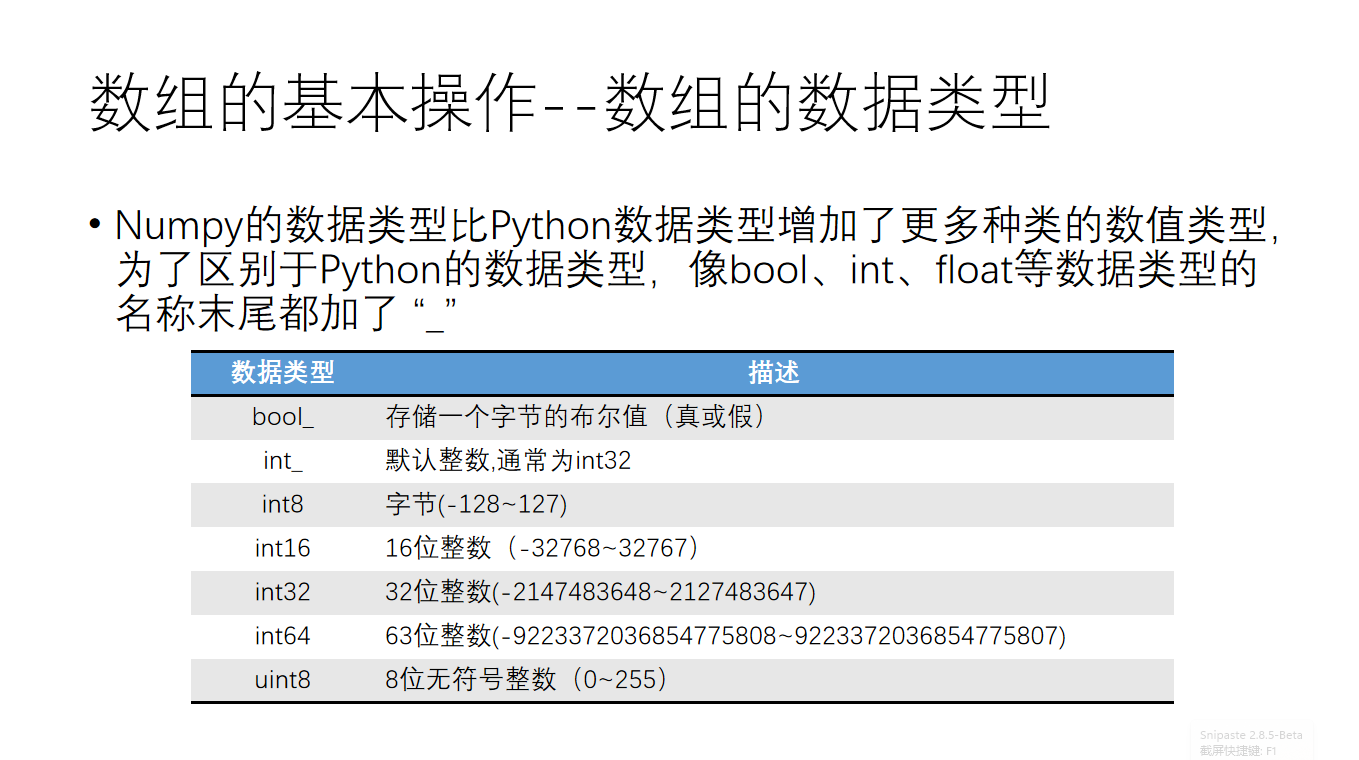 数组的基本操作--数组的数据类型
• Numpy的数据类型比Python数据类型增加了更多种类的数值类型，
为了区别于Python的数据类型，像bool、int、float等数据类型的
名称末尾都加了 “_”
数据类型 描述
bool_ 存储一个字节的布尔值（真或假）
int_ 默认整数,通常为int32
int8 字节(-128~127)
int16 16位整数（-32768~32767）
int32 32位整数(-2147483648~2127483647)
int64 63位整数(-9223372036854775808~9223372036854775807)
uint8 8位无符号整数（0~255）
Snipaste 2.8.5-Beta
截屏快捷键: F1